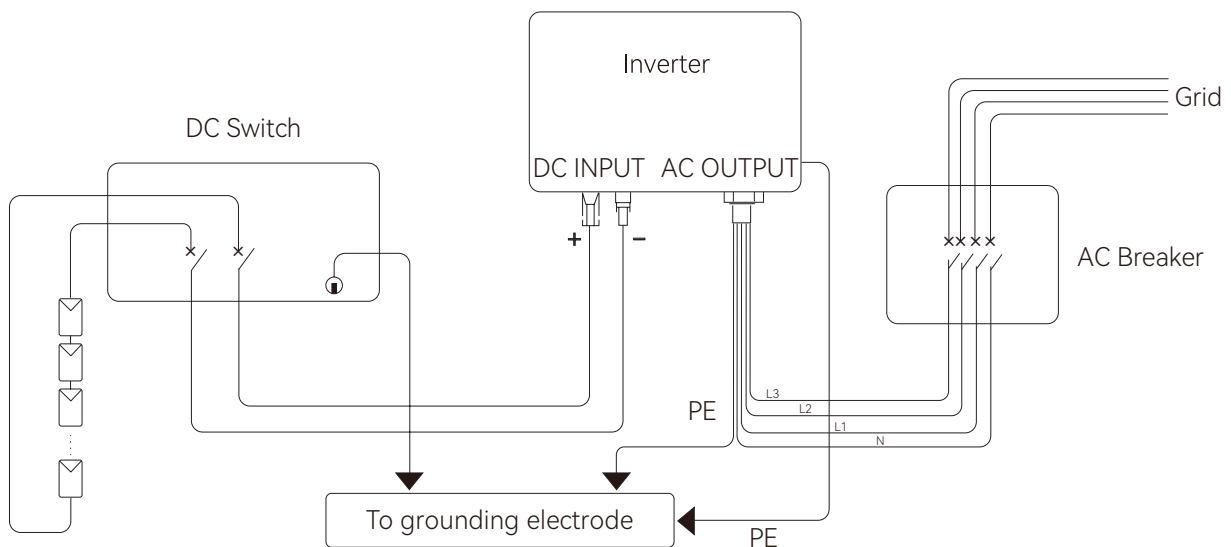 Inverter
Grid
DC Switch
DC INPUT AC OUTPUT
+ -
AC Breaker
L3
PE
L2
L1
N
To grounding electrode
PE